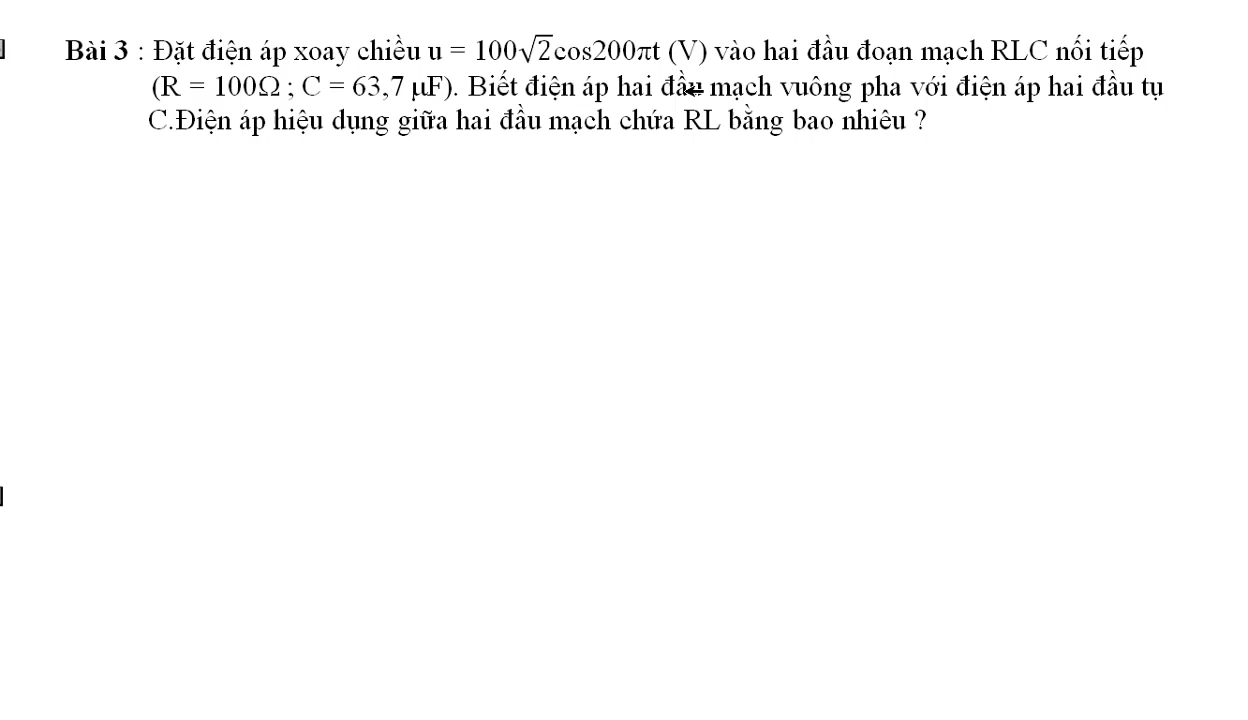 Bài 3 : Đặt điện áp xoay chiều u = 100√2cos200πt (V) vào hai đầu đoạn mạch RLC nối tiếp
(R = 100Ω ; C = 63,7 μF). Biết điện áp hai đầu mạch vuông pha với điện áp hai đầu tụ
C.Điện áp hiệu dụng giữa hai đầu mạch chứa RL bằng bao nhiêu ?